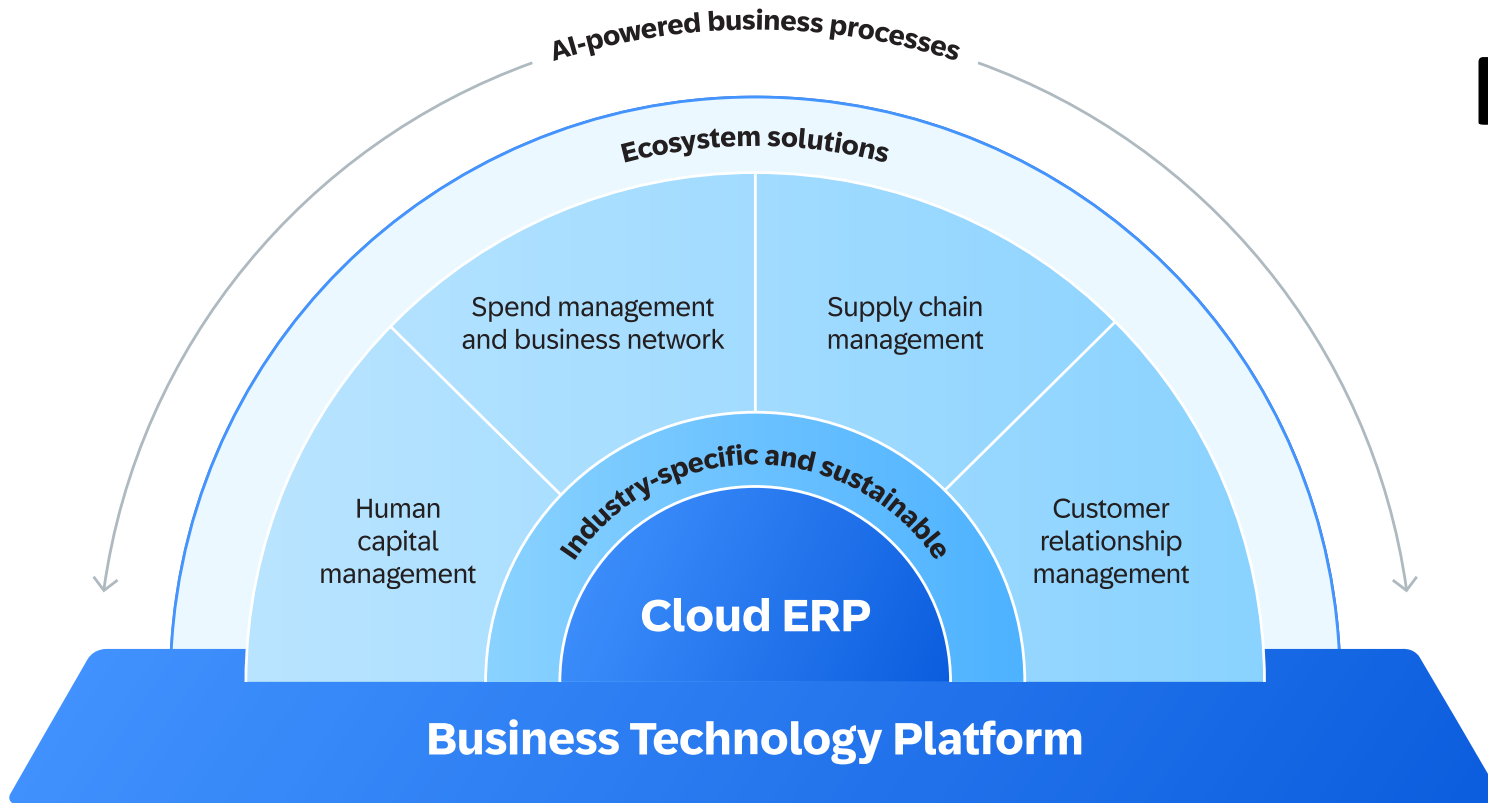 AI-powered business processes
Ecosystem solutions
Spend management
and business network
Supply chain
management
Human
capital
management
Industry-specific and sustainable
Customer
relationship
management
Cloud ERP
Business Technology Platform